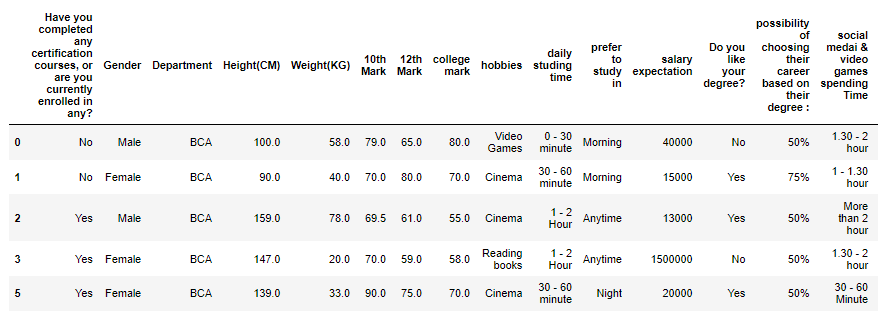 Have you
completed
any
certification
courses, or
are you
currently
enrolled in
any?
Gender
Department
Height(CM)
Weight(KG)
10th
Mark
12th
Mark
college
mark
hobbies
daily
studing
time
prefer
to
study
in
salary
expectation
Do you
like
your
degree?
possibility
of
choosing
their
career
based on
their
degree :
social
medai &
video
games
spending
Time
0
No
Male
BCA
100.0
58.0
79.0
65.0
80.0
Video
Games
0 - 30
minute
Morning
40000
No
50%
1.30 - 2
hour
1
No
Female
BCA
90.0
40.0
70.0
80.0
70.0
Cinema
30 - 60
minute
Morning
15000
Yes
75%
1 - 1.30
hour
2
Yes
Male
BCA
159.0
78.0
69.5
61.0
55.0
Cinema
1 - 2
Hour
Anytime
13000
Yes
50%
More
than 2
hour
3
Yes
Female
BCA
147.0
20.0
70.0
59.0
58.0
Reading
books
1 - 2
Hour
Anytime
1500000
No
50%
1.30 - 2
hour
5
Yes
Female
BCA
139.0
33.0
90.0
75.0
70.0
Cinema
30 - 60
minute
Night
20000
Yes
50%
30 - 60
Minute